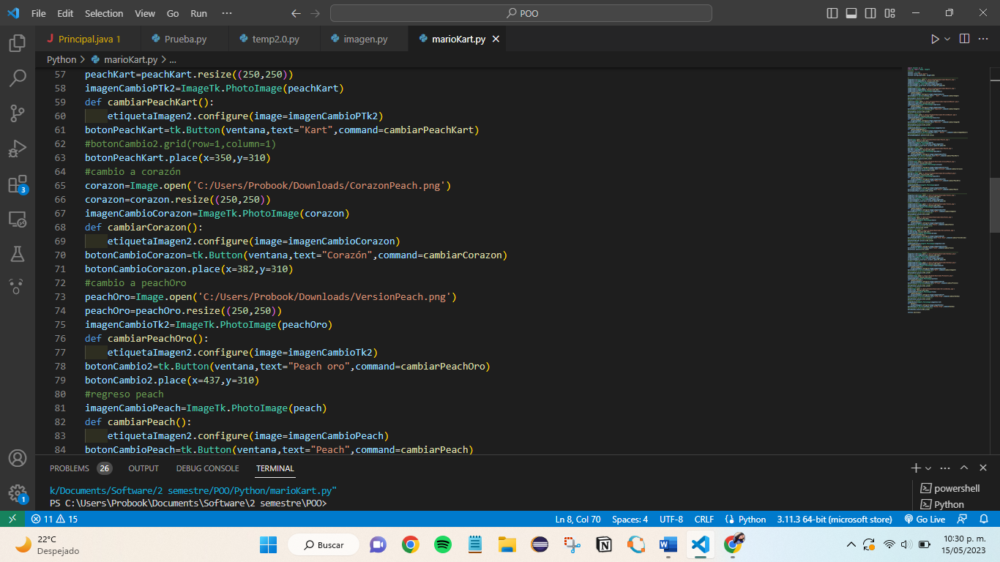 File Edit Selection View Go Run ··· POO
Principal.java 1 Prueba.py temp2.0.py imagen.py marioKart.py
Python > marioKart.py > ...
57 peachKart=peachKart.resize((250,250))
58 imagenCambioPTk2=ImageTk.PhotoImage(peachKart)
59 def cambiarPeachKart():
60     etiquetaImagen2.configure(image=imagenCambioPTk2)
61 botonPeachKart=tk.Button(ventana,text="Kart",command=cambiarPeachKart)
62 #botonCambio2.grid(row=1,column=1)
63 botonPeachKart.place(x=350,y=310)
64 #cambio a corazón
65 corazon=Image.open('C:/Users/Probook/Downloads/CorazonPeach.png')
66 corazon=corazon.resize((250,250))
67 imagenCambioCorazon=ImageTk.PhotoImage(corazon)
68 def cambiarCorazon():
69     etiquetaImagen2.configure(image=imagenCambioCorazon)
70 botonCambioCorazon=tk.Button(ventana,text="Corazón",command=cambiarCorazon)
71 botonCambioCorazon.place(x=382,y=310)
72 #cambio a peachOro
73 peachOro=Image.open('C:/Users/Probook/Downloads/VersionPeach.png')
74 peachOro=peachOro.resize((250,250))
75 imagenCambioTk2=ImageTk.PhotoImage(peachOro)
76 def cambiarPeachOro():
77     etiquetaImagen2.configure(image=imagenCambioTk2)
78 botonCambio2=tk.Button(ventana,text="Peach oro",command=cambiarPeachOro)
79 botonCambio2.place(x=437,y=310)
80 #regreso peach
81 imagenCambioPeach=ImageTk.PhotoImage(peach)
82 def cambiarPeach():
83     etiquetaImagen2.configure(image=imagenCambioPeach)
84 botonCambioPeach=tk.Button(ventana,text="Peach",command=cambiarPeach)
3
1
PROBLEMS 26 OUTPUT DEBUG CONSOLE TERMINAL
k/Documents/Software/2 semestre/POO/Python/marioKart.py"
PS C:\Users\Probook\Documents\Software\2 semestre\POO>
powershell
Python
11 15 Ln 8, Col 70 Spaces: 4 UTF-8 CRLF Python 3.11.3 64-bit (microsoft store) Go Live
22°C
Despejado
Buscar
10:30 p. m.
15/05/2023